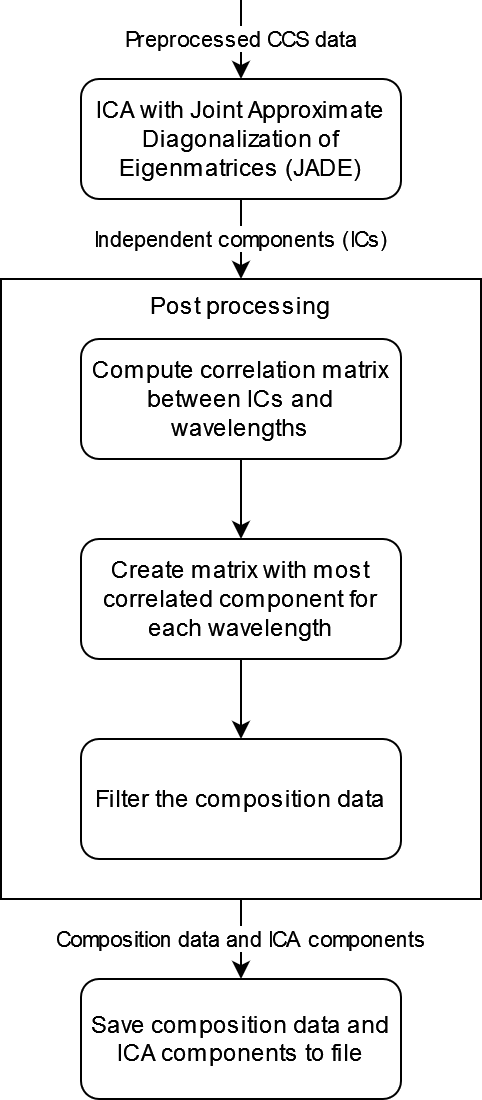 Preprocessed CCS data
ICA with Joint Approximate
Diagonalization of
Eigenmatrices (JADE)
Independent components (ICs)
Post processing
Compute correlation matrix
between ICs and
wavelengths
Create matrix with most
correlated component for
each wavelength
Filter the composition data
Composition data and ICA components
Save composition data and
ICA components to file